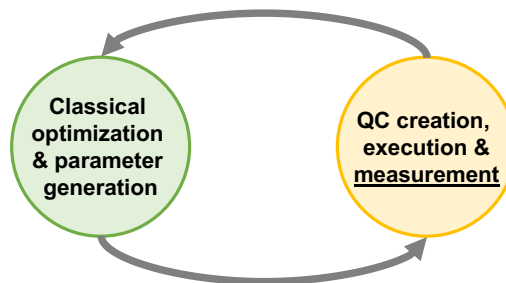 Classical
optimization
& parameter
generation
QC creation,
execution &
measurement